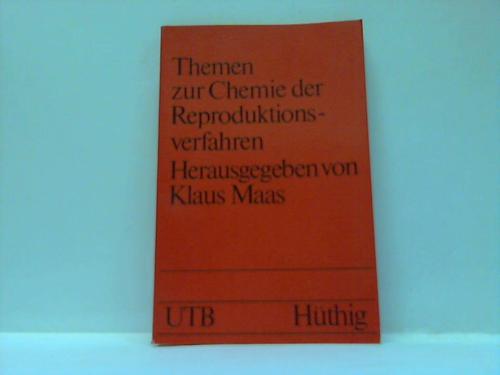 Themen
zur Chemie der
Reproduktions-
verfahren
Herausgegeben von
Klaus Maas
UTB Hüthig